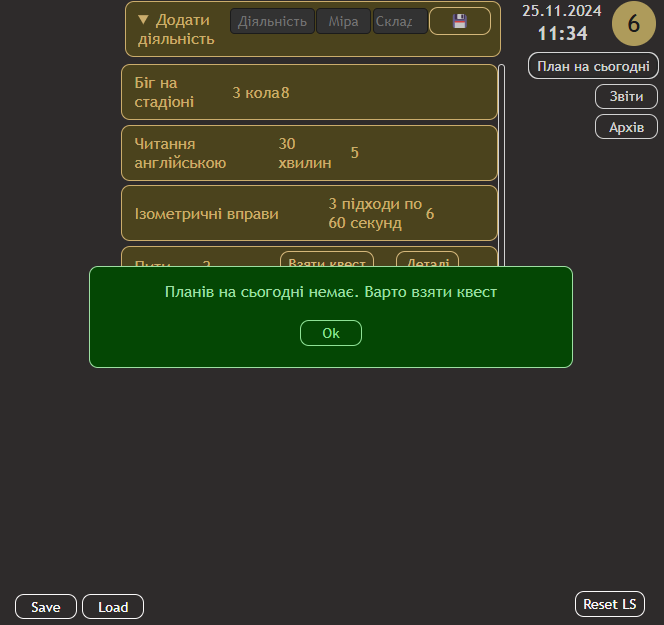 ▼ Додати
діяльність
Діяльність
Міра
Склад
25.11.2024
11:34
6
План на сьогодні
Звіти
Архів
Біг на
стадіоні
3 кола
8
Читання
англійською
30
хвилин
5
Ізометричні вправи
3 підходи по
60 секунд
6
Взяти квест
Деталі
Планів на сьогодні немає. Варто взяти квест
Ok
Save
Load
Reset LS